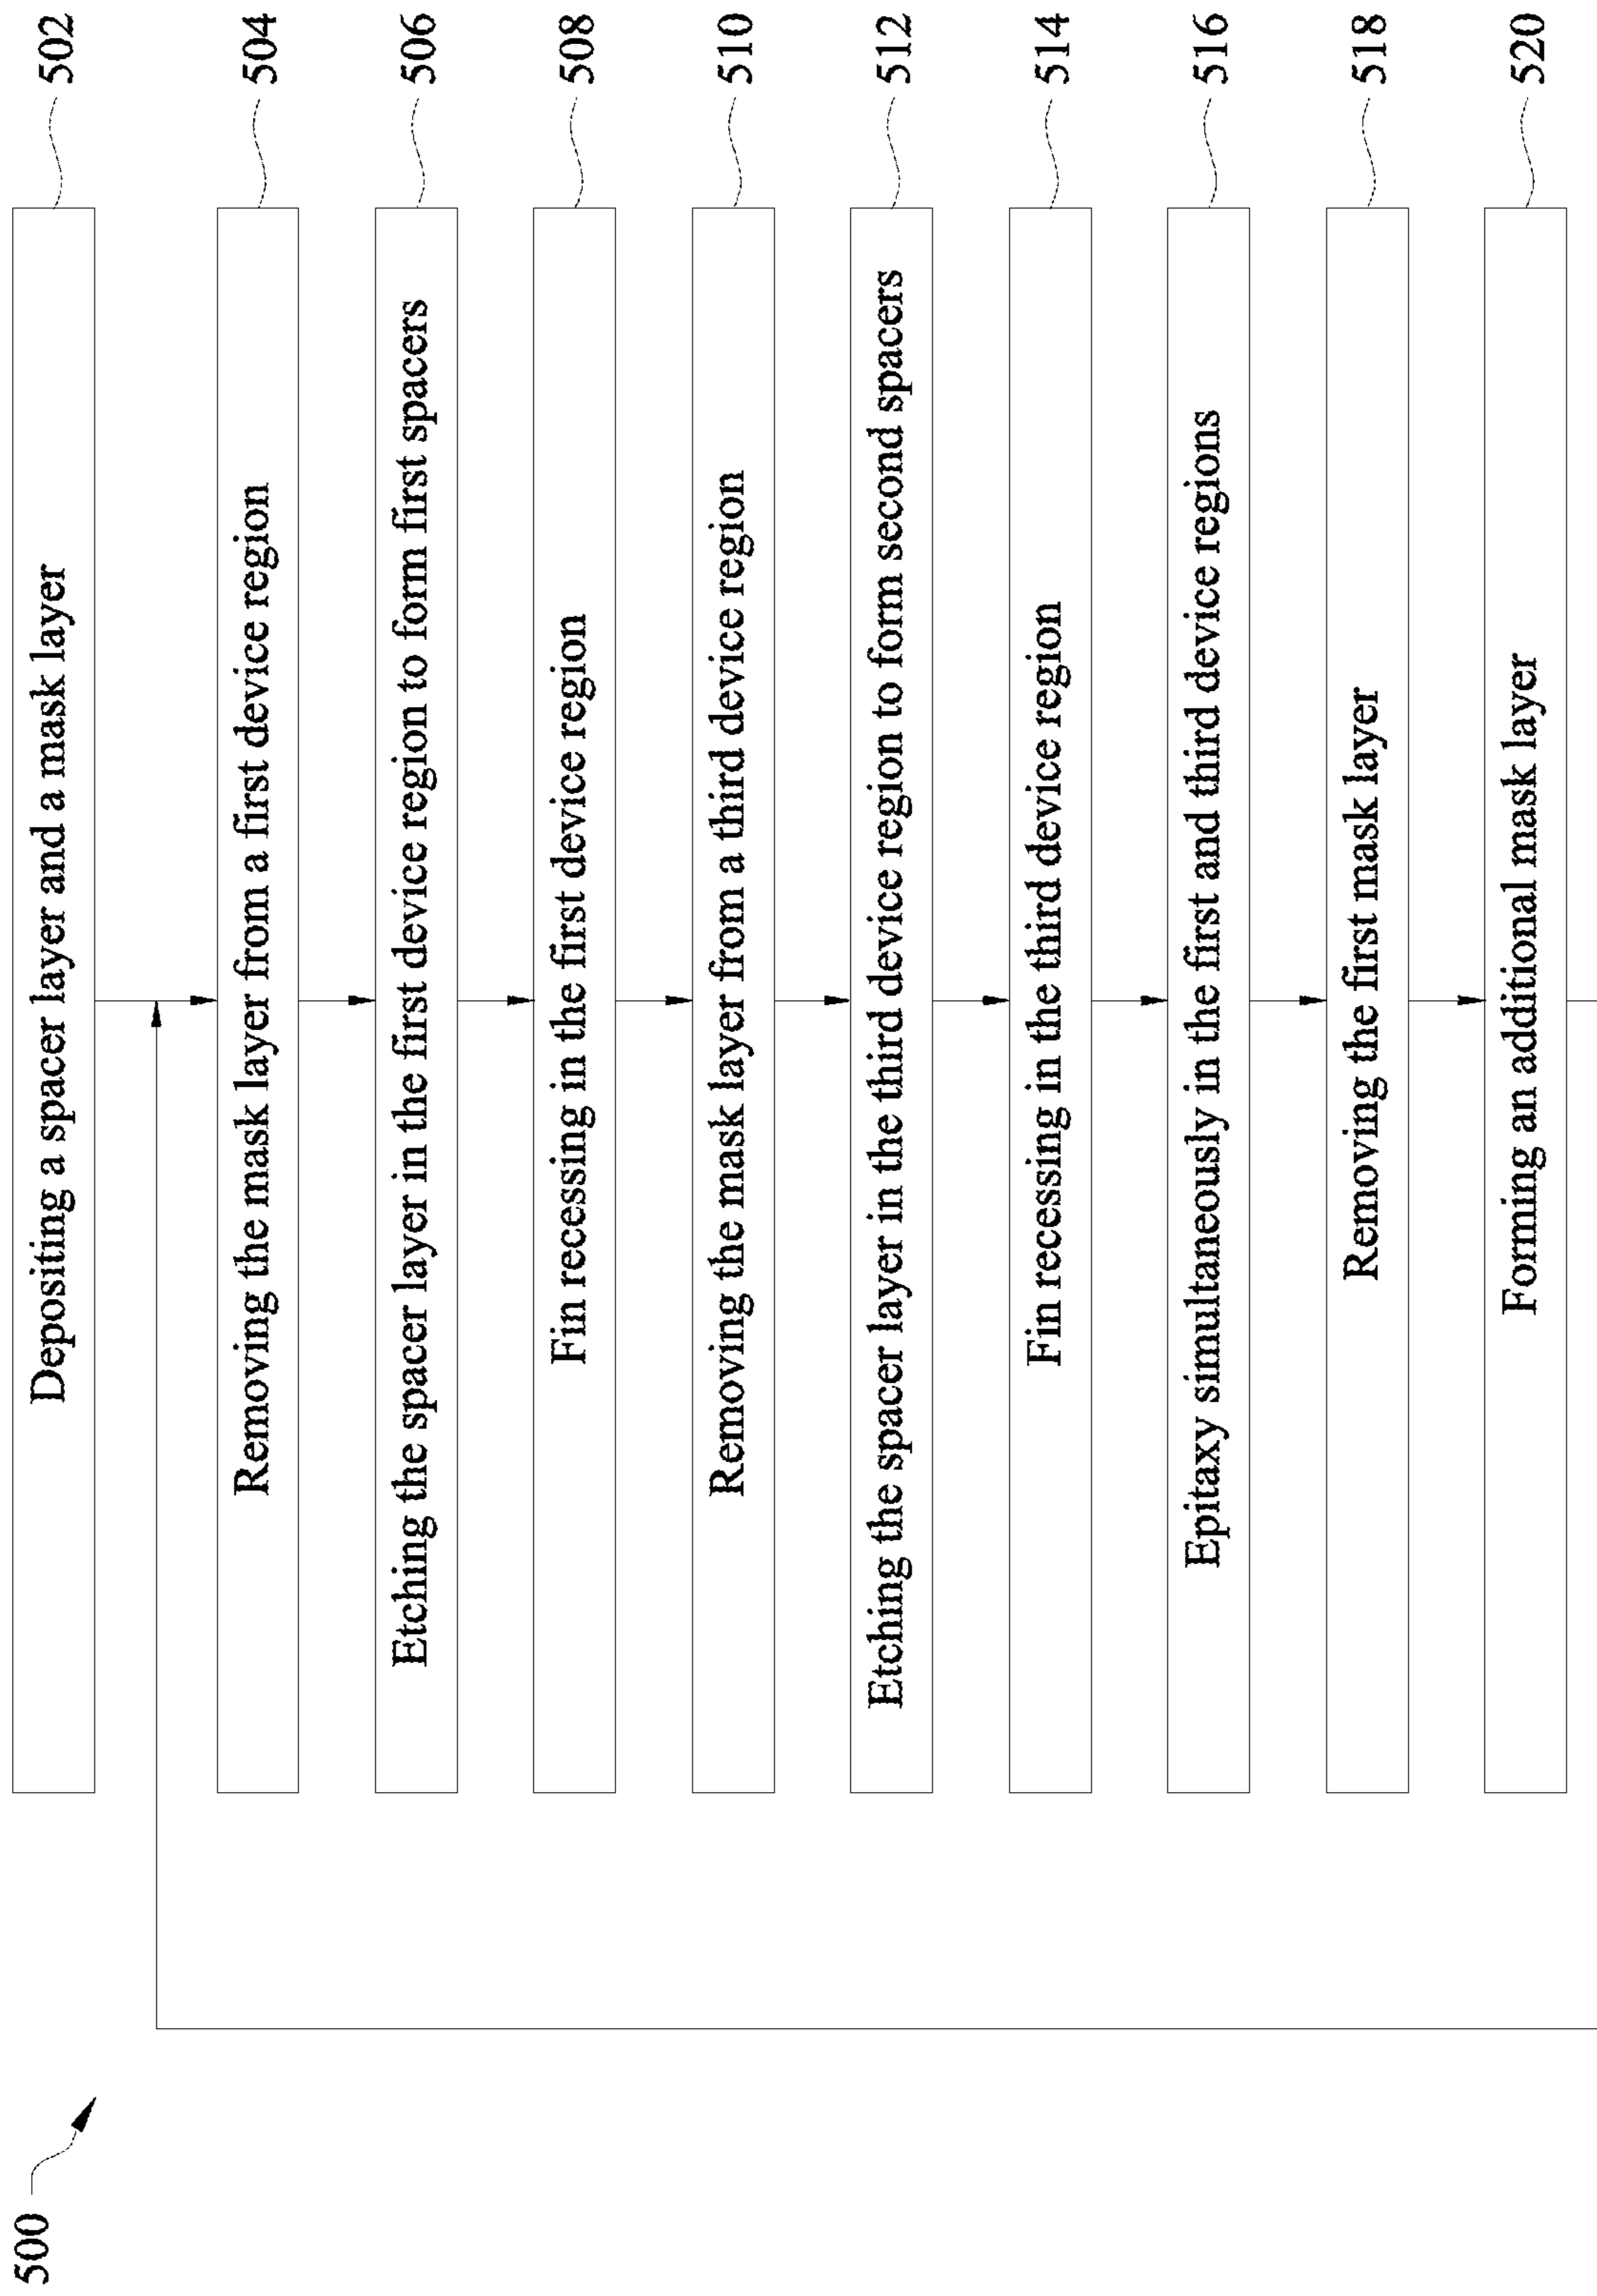 500
Depositing a spacer layer and a mask layer
502
Removing the mask layer from a first device region
504
Etching the spacer layer in the first device region to form first spacers
506
Fin recessing in the first device region
508
Removing the mask layer from a third device region
510
Etching the spacer layer in the third device region to form second spacers
512
Fin recessing in the third device region
514
Epitaxy simultaneously in the first and third device regions
516
Removing the first mask layer
518
Forming an additional mask layer
520